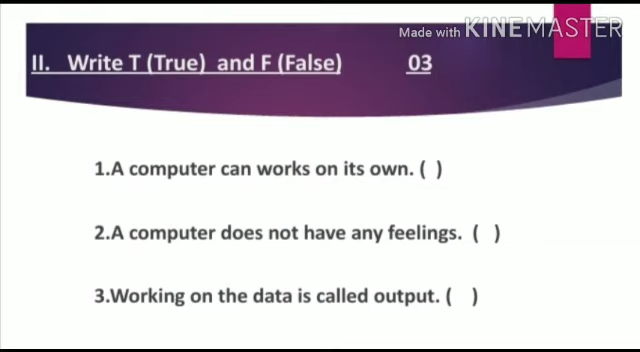 Made with KINEMASTER
II. Write T (True) and F (False) 03
1.A computer can works on its own. ( )
2.A computer does not have any feelings. ( )
3.Working on the data is called output. ( )